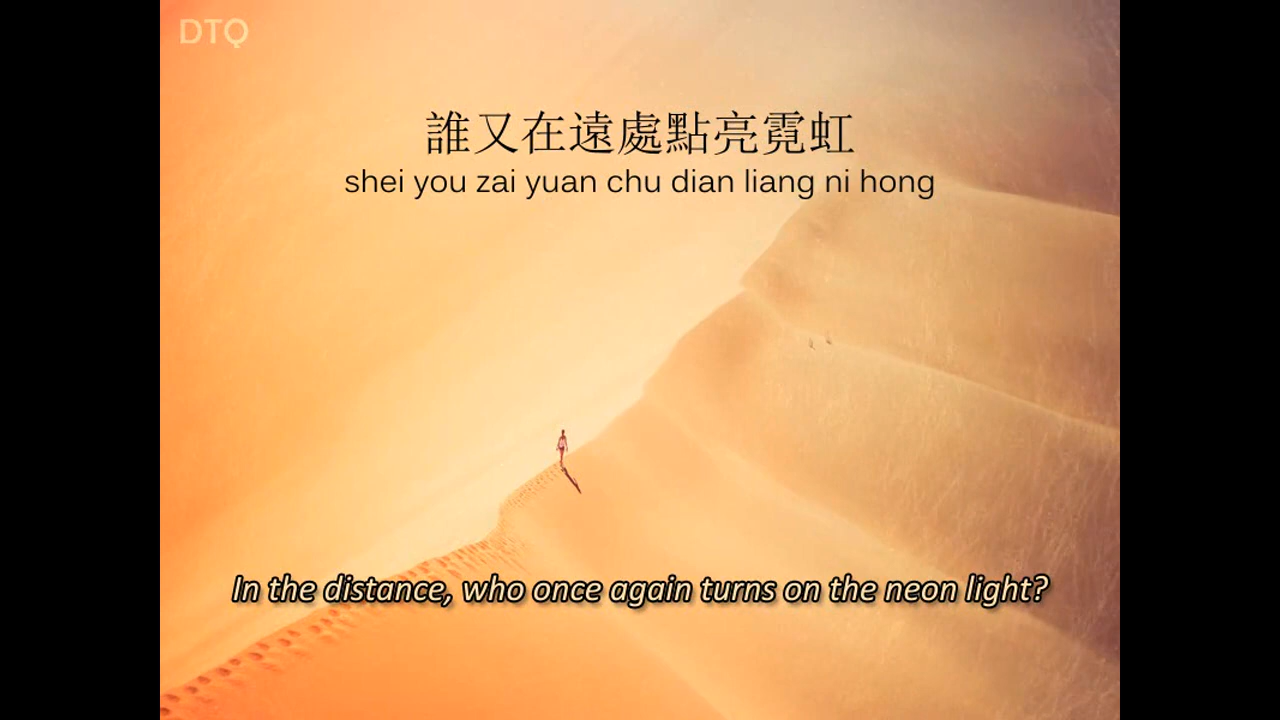 DTQ
誰又在遠處點亮霓虹
shei you zai yuan chu dian liang ni hong
In the distance, who once again turns on the neon light?